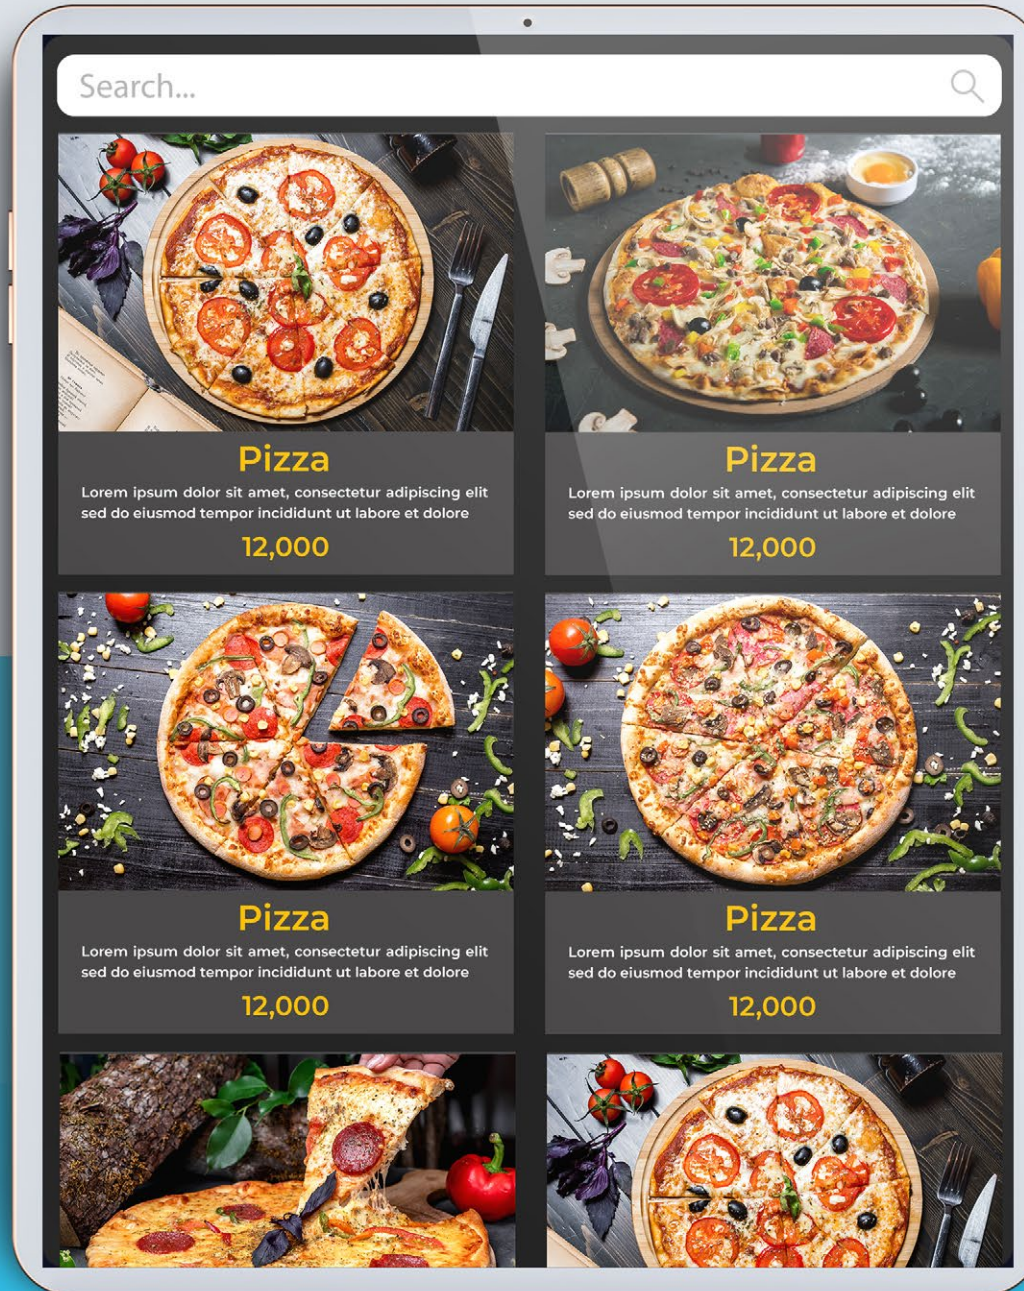 Search...
Pizza
Lorem ipsum dolor sit amet, consectetur adipiscing elit
sed do eiusmod tempor incididunt ut labore et dolore
12,000
Pizza
Lorem ipsum dolor sit amet, consectetur adipiscing elit
sed do eiusmod tempor incididunt ut labore et dolore
12,000
Pizza
Lorem ipsum dolor sit amet, consectetur adipiscing elit
sed do eiusmod tempor incididunt ut labore et dolore
12,000
Pizza
Lorem ipsum dolor sit amet, consectetur adipiscing elit
sed do eiusmod tempor incididunt ut labore et dolore
12,000